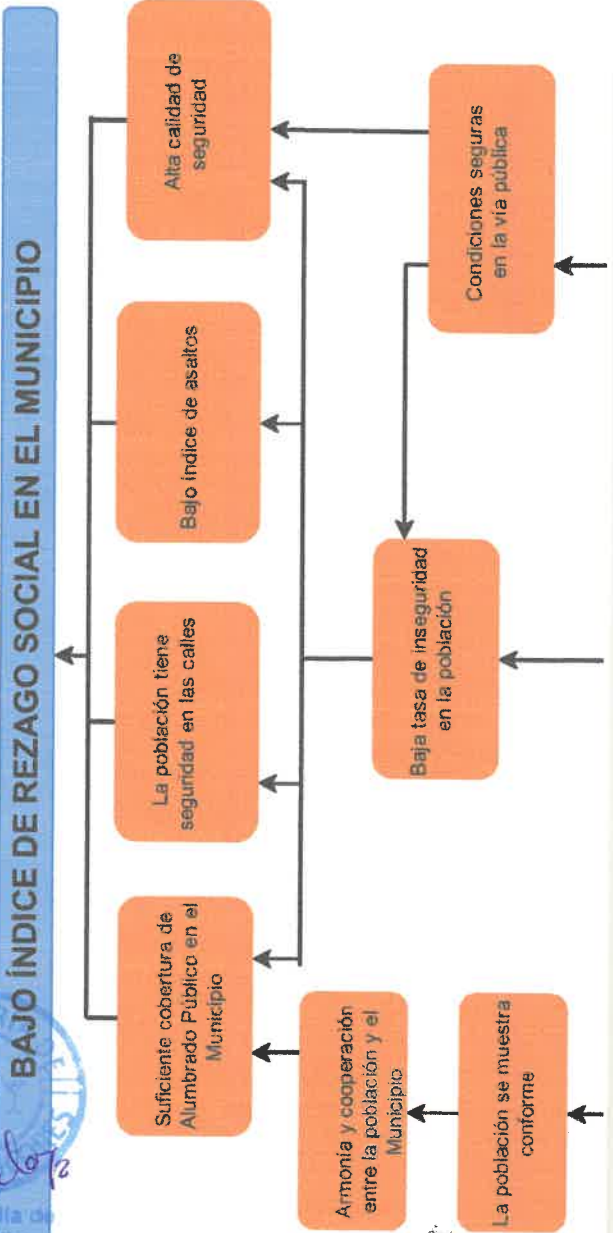 BAJO ÍNDICE DE REZAGO SOCIAL EN EL MUNICIPIO
Suficiente cobertura de
Alumbrado Público en el
Municipio
La población tiene
seguridad en las calles
Bajo índice de asaltos
Alta calidad de
seguridad
Armonía y cooperación
entre la población y el
Municipio
Baja tasa de inseguridad
en la población
Condiciones seguras
en la vía pública
La población se muestra
conforme